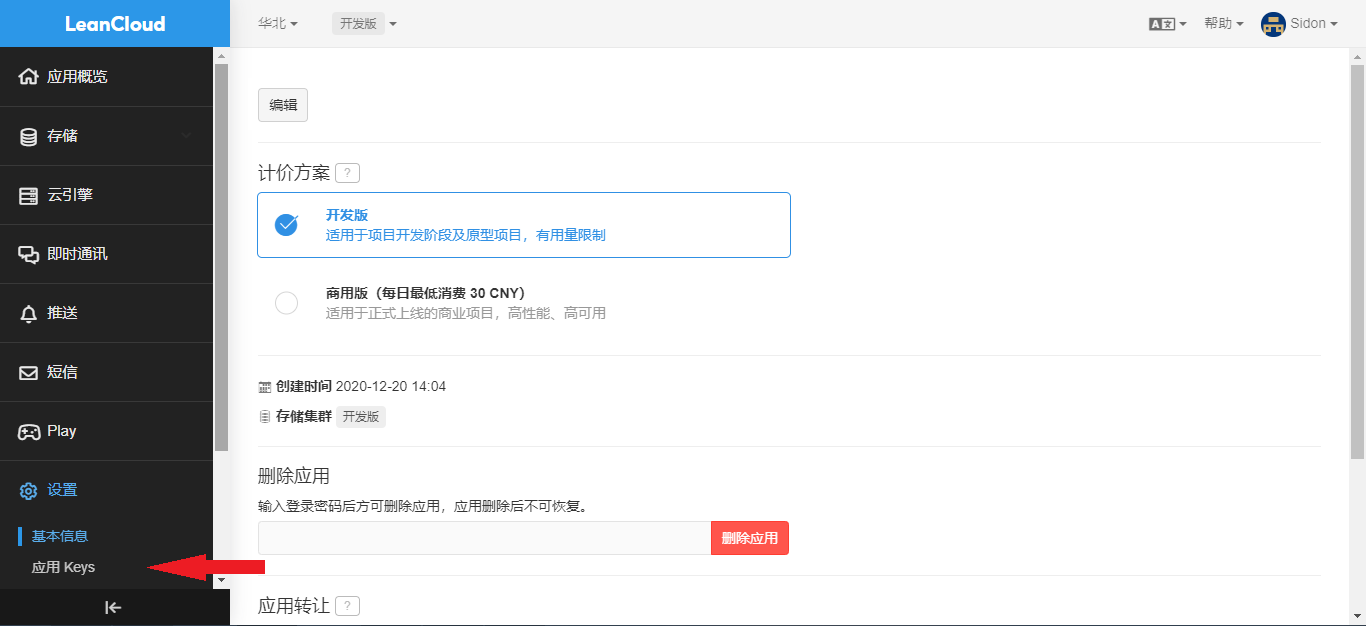 LeanCloud
华北
开发版
帮助
Sidon
应用概览
存储
云引擎
即时通讯
推送
短信
Play
设置
基本信息
应用 Keys
编辑
计价方案 ?
开发版
适用于项目开发阶段及原型项目，有用量限制
商用版（每日最低消费 30 CNY）
适用于正式上线的商业项目，高性能、高可用
创建时间 2020-12-20 14:04
存储集群 开发版
删除应用
输入登录密码后方可删除应用，应用删除后不可恢复。
删除应用
应用转让 ?